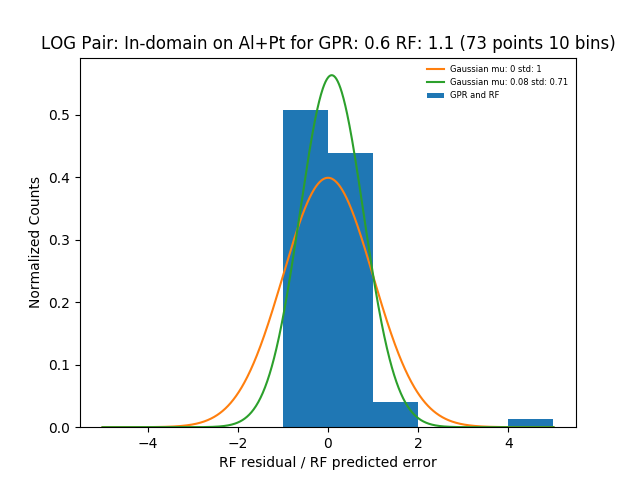 LOG Pair: In-domain on Al+Pt for GPR: 0.6 RF: 1.1 (73 points 10 bins)
Gaussian mu: 0 std: 1
Gaussian mu: 0.08 std: 0.71
GPR and RF
Normalized Counts
0.5
0.4
0.3
0.2
0.1
0.0
−4
−2
0
2
4
RF residual / RF predicted error